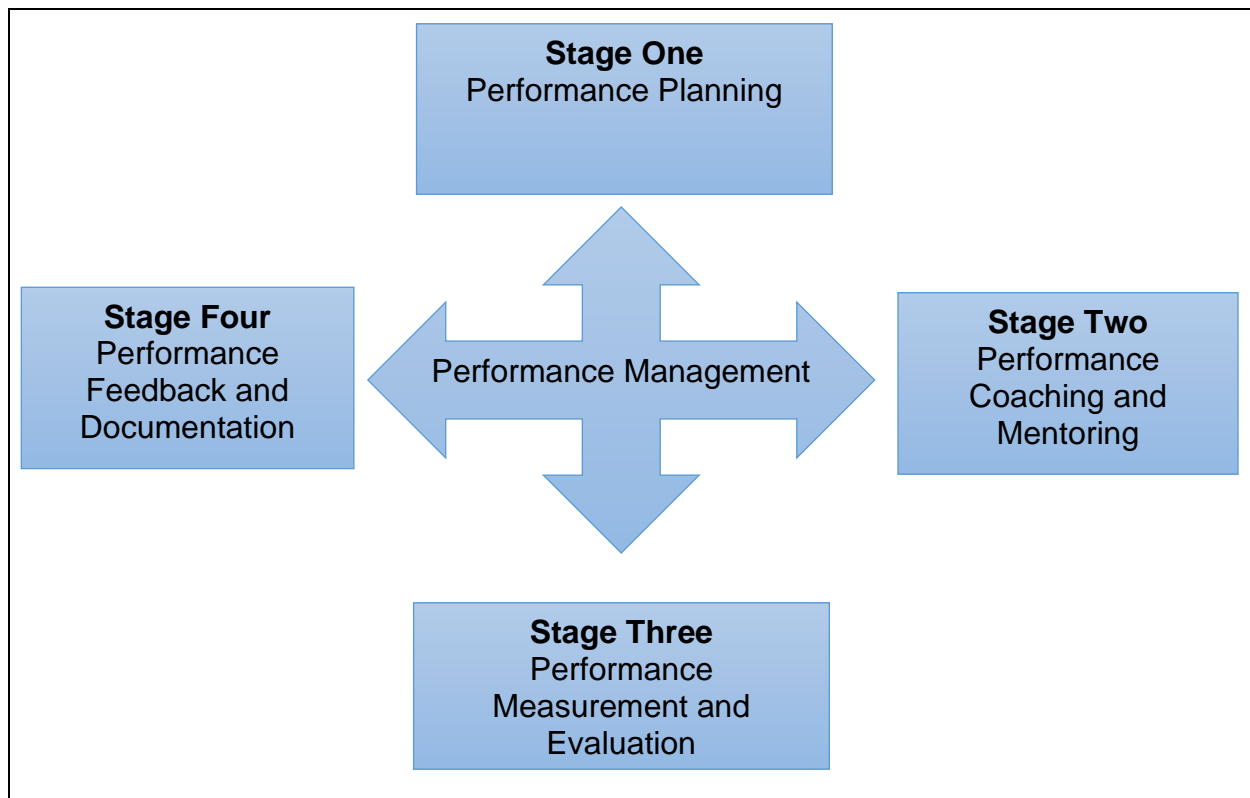 Stage One
Performance Planning
Stage Four
Performance
Feedback and
Documentation
Performance Management
Stage Two
Performance
Coaching and
Mentoring
Stage Three
Performance
Measurement and
Evaluation